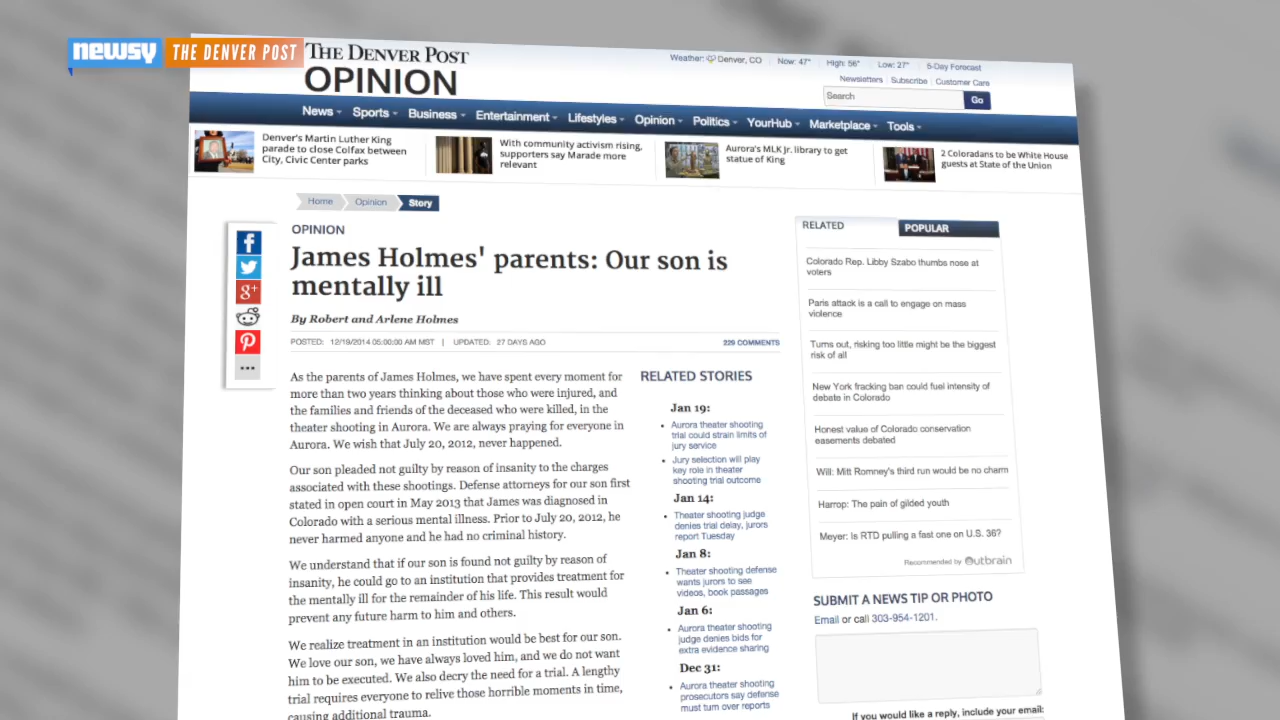 newsy
THE DENVER POST
THE DENVER POST
OPINION
Weather: Denver, CO | Now: 47° | High: 56° | Low: 27° | 5-Day Forecast
Newsletters | Subscribe | Customer Care
Search
Go
News
Sports
Business
Entertainment
Lifestyles
Opinion
Politics
YourHub
Marketplace
Tools
Denver's Martin Luther King
parade to close Colfax between
City, Civic Center parks
With community activism rising,
supporters say Marade more
relevant
Aurora's MLK Jr. library to get
statue of King
2 Coloradans to be White House
guests at State of the Union
Home
Opinion
Story
OPINION
James Holmes' parents: Our son is
mentally ill
By Robert and Arlene Holmes
POSTED: 12/19/2014 05:00:00 AM MST | UPDATED: 27 DAYS AGO
229 COMMENTS
As the parents of James Holmes, we have spent every moment for
more than two years thinking about those who were injured, and
the families and friends of the deceased who were killed, in the
theater shooting in Aurora. We are always praying for everyone in
Aurora. We wish that July 20, 2012, never happened.
Our son pleaded not guilty by reason of insanity to the charges
associated with these shootings. Defense attorneys for our son first
stated in open court in May 2013 that James was diagnosed in
Colorado with a serious mental illness. Prior to July 20, 2012, he
never harmed anyone and he had no criminal history.
We understand that if our son is found not guilty by reason of
insanity, he could go to an institution that provides treatment for
the mentally ill for the remainder of his life. This result would
prevent any future harm to him and others.
We realize treatment in an institution would be best for our son.
We love our son, we have always loved him, and we do not want
him to be executed. We also decry the need for a trial. A lengthy
trial requires everyone to relive those horrible moments in time,
causing additional trauma.
RELATED STORIES
Jan 19:
Aurora theater shooting
trial could strain limits of
jury service
Jury selection will play
key role in theater
shooting trial outcome
Jan 14:
Theater shooting judge
denies trial delay, jurors
report Tuesday
Jan 8:
Theater shooting defense
wants jurors to see
videos, book passages
Jan 6:
Aurora theater shooting
judge denies bids for
extra evidence sharing
Dec 31:
Aurora theater shooting
prosecutors say defense
must turn over reports
RELATED
POPULAR
Colorado Rep. Libby Szabo thumbs nose at
voters
Paris attack is a call to engage on mass
violence
Turns out, risking too little might be the biggest
risk of all
New York fracking ban could fuel intensity of
debate in Colorado
Honest value of Colorado conservation
easements debated
Will: Mitt Romney's third run would be no charm
Harrop: The pain of gilded youth
Meyer: Is RTD pulling a fast one on U.S. 36?
Recommended by Outbrain
SUBMIT A NEWS TIP OR PHOTO
Email or call 303-954-1201.
If you would like a reply, include your email: